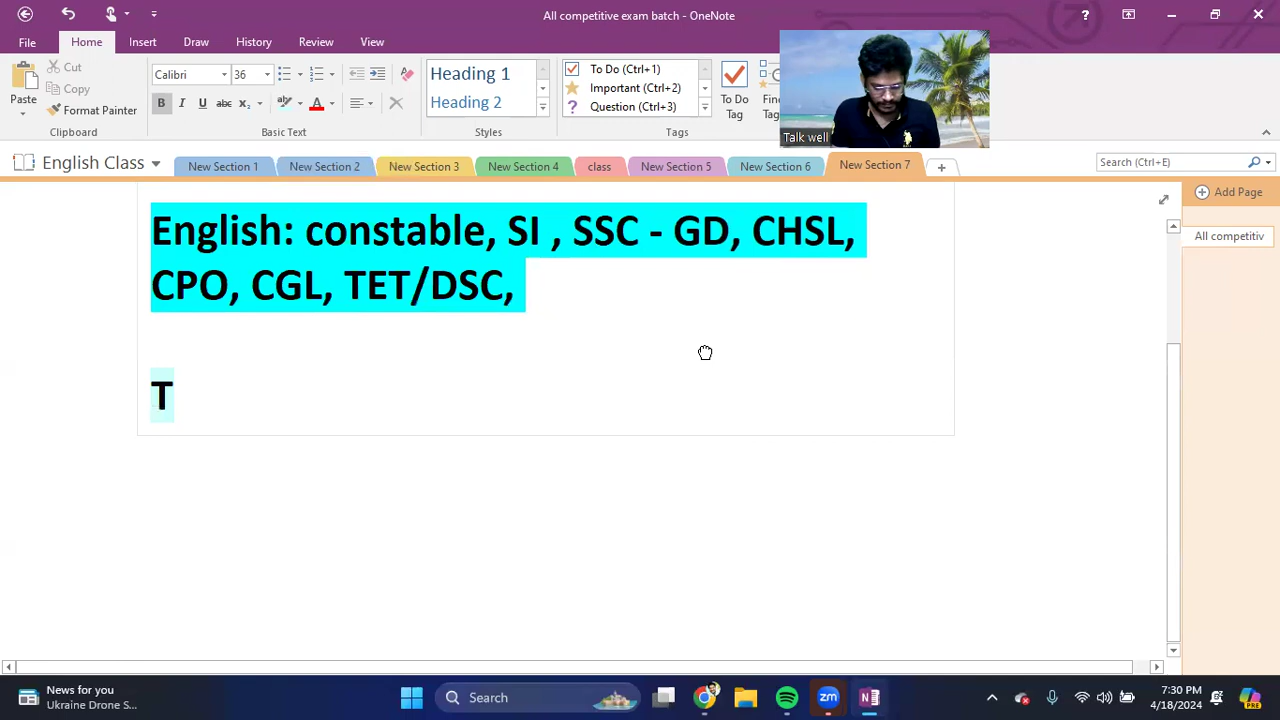 All competitive exam batch - OneNote
File Home Insert Draw History Review View
Paste
Cut
Copy
Format Painter
Clipboard
Calibri 36
B I U abc x₂ A
Basic Text
Heading 1
Heading 2
Styles
To Do (Ctrl+1)
Important (Ctrl+2)
Question (Ctrl+3)
Tags
To Do
Tag
Talk well
English Class New Section 1 New Section 2 New Section 3 New Section 4 class New Section 5 New Section 6 New Section 7
Search (Ctrl+E)
Add Page
All competitiv
English: constable, SI , SSC - GD, CHSL,
CPO, CGL, TET/DSC,
T
News for you
Ukraine Drone S...
Search
zm
N
7:30 PM
4/18/2024
PRE